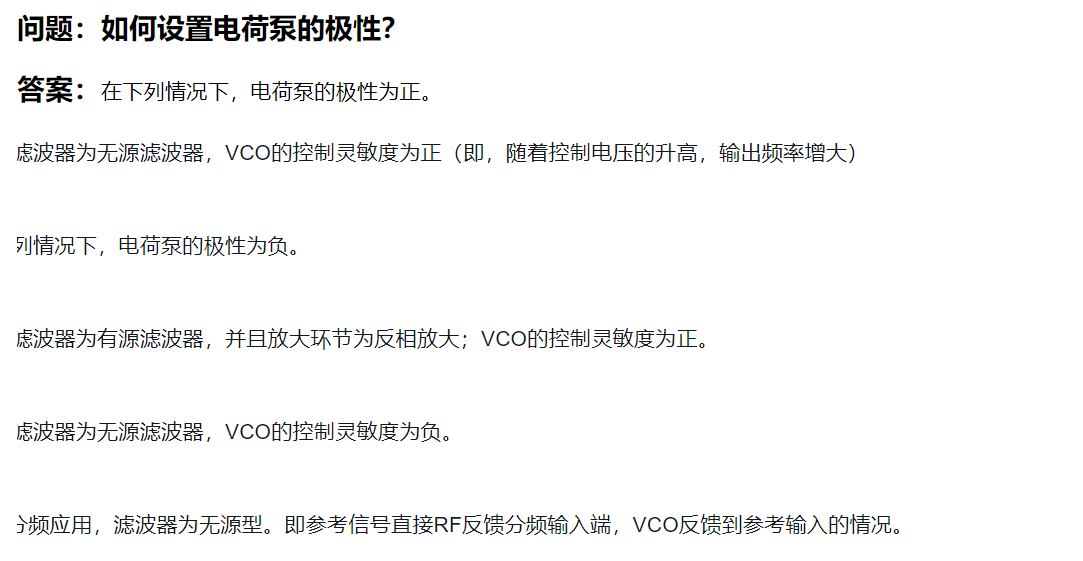 问题：如何设置电荷泵的极性？
答案：在下列情况下，电荷泵的极性为正。
滤波器为无源滤波器，VCO的控制灵敏度为正（即，随着控制电压的升高，输出频率增大）
列情况下，电荷泵的极性为负。
滤波器为有源滤波器，并且放大环节为反相放大；VCO的控制灵敏度为正。
滤波器为无源滤波器，VCO的控制灵敏度为负。
分频应用，滤波器为无源型。即参考信号直接RF反馈分频输入端，VCO反馈到参考输入的情况。